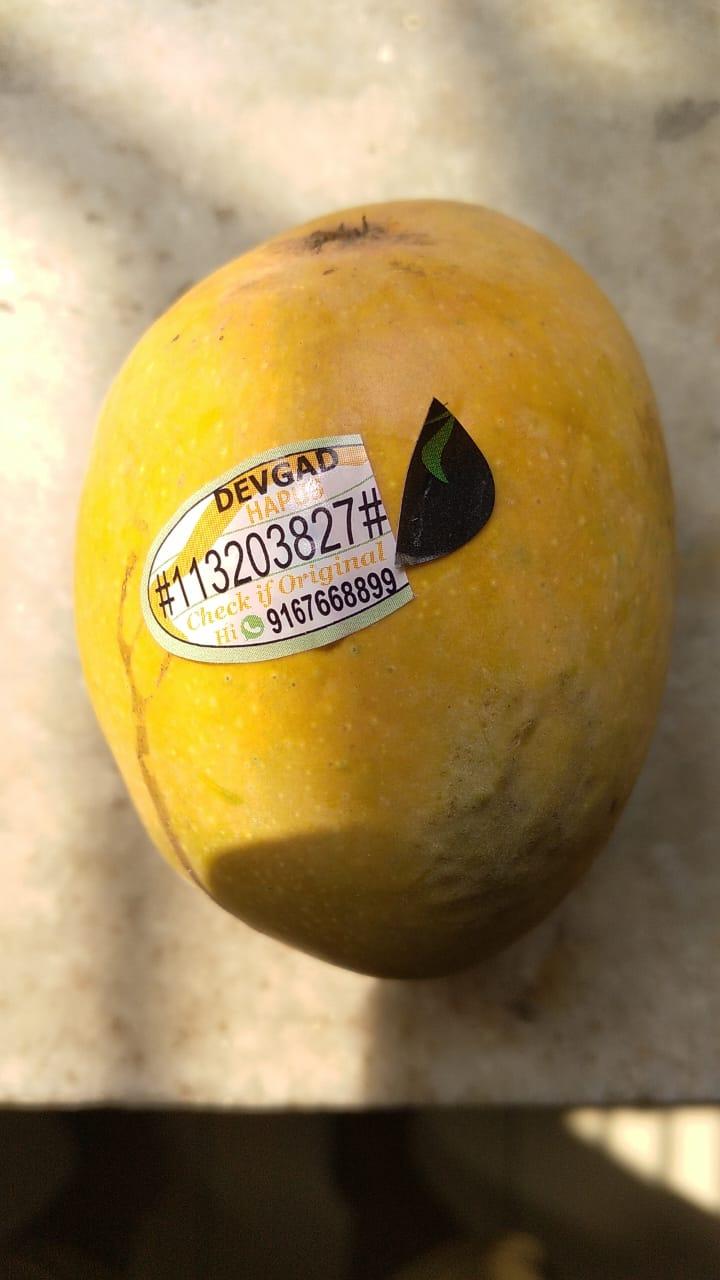 DEVGAD
HAPUS
#113203827#
Check if Original
Hi 9167668899